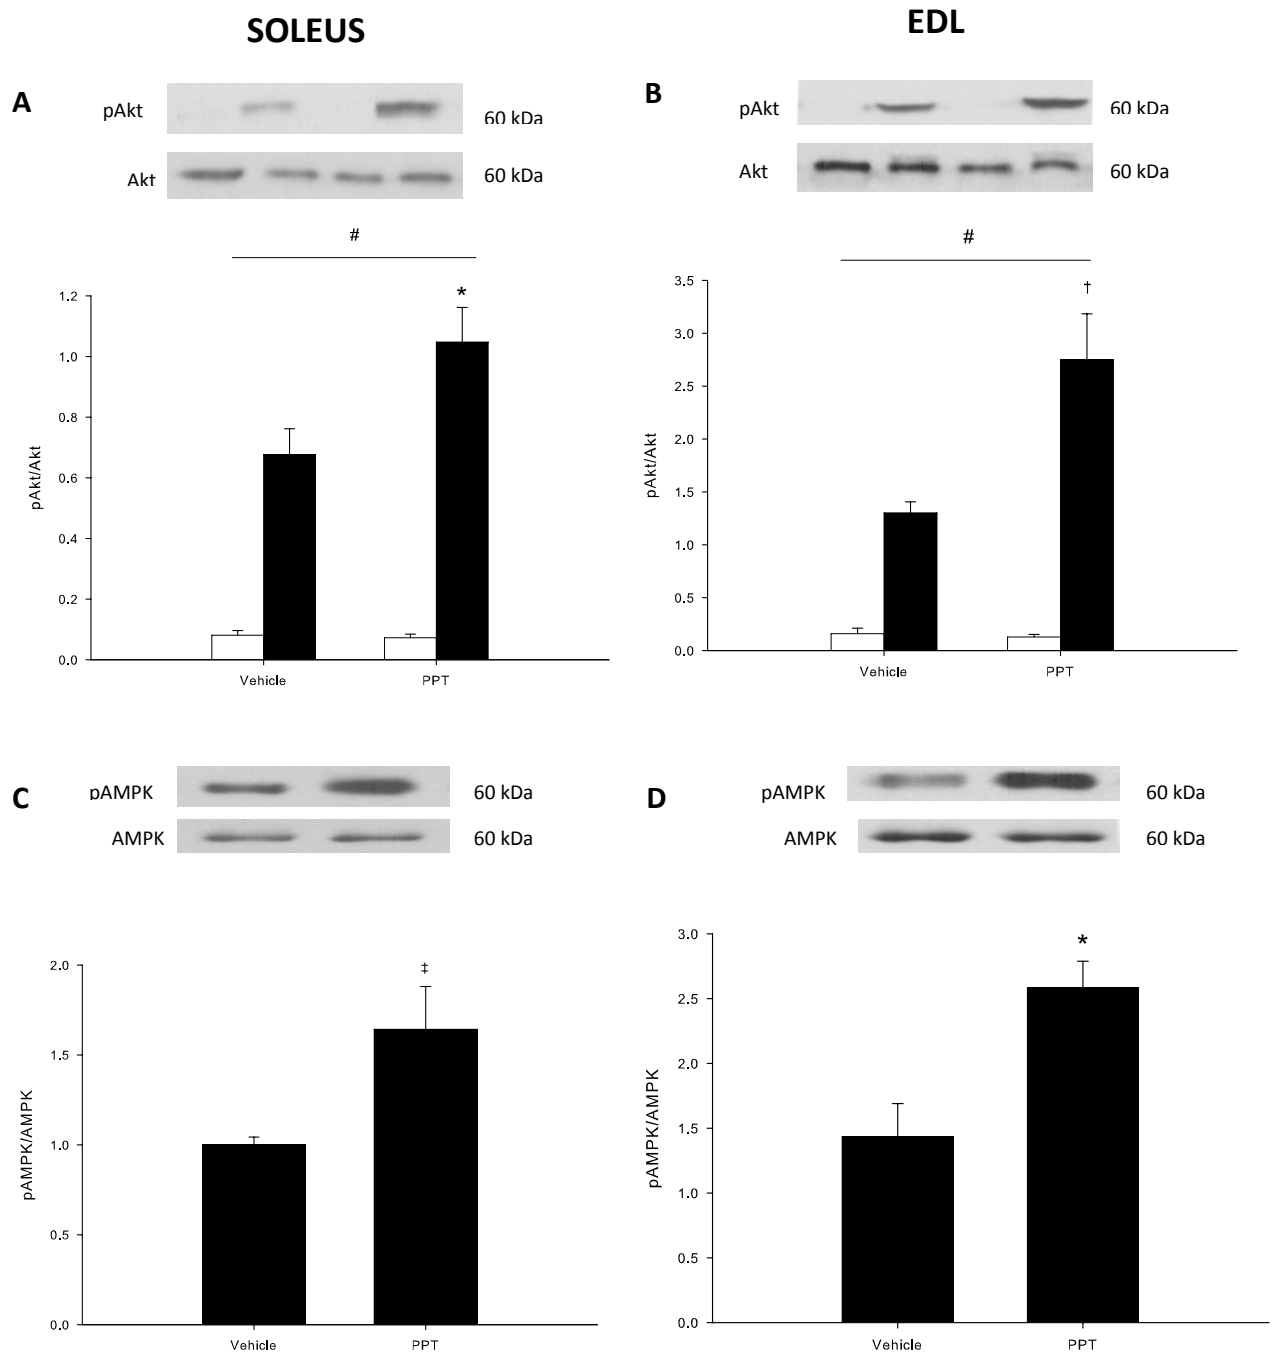 SOLEUS
EDL
A
pAkt
60 kDa
Akt
60 kDa
#
*
1.2
1.0
0.8
0.6
0.4
0.2
0.0
pAkt/Akt
Vehicle
PPT
B
pAkt
60 kDa
Akt
60 kDa
#
†
3.5
3.0
2.5
2.0
1.5
1.0
0.5
0.0
pAkt/Akt
Vehicle
PPT
C
pAMPK
60 kDa
AMPK
60 kDa
‡
2.0
1.5
1.0
0.5
0.0
pAMPK/AMPK
Vehicle
PPT
D
pAMPK
60 kDa
AMPK
60 kDa
*
3.0
2.5
2.0
1.5
1.0
0.5
0.0
pAMPK/AMPK
Vehicle
PPT